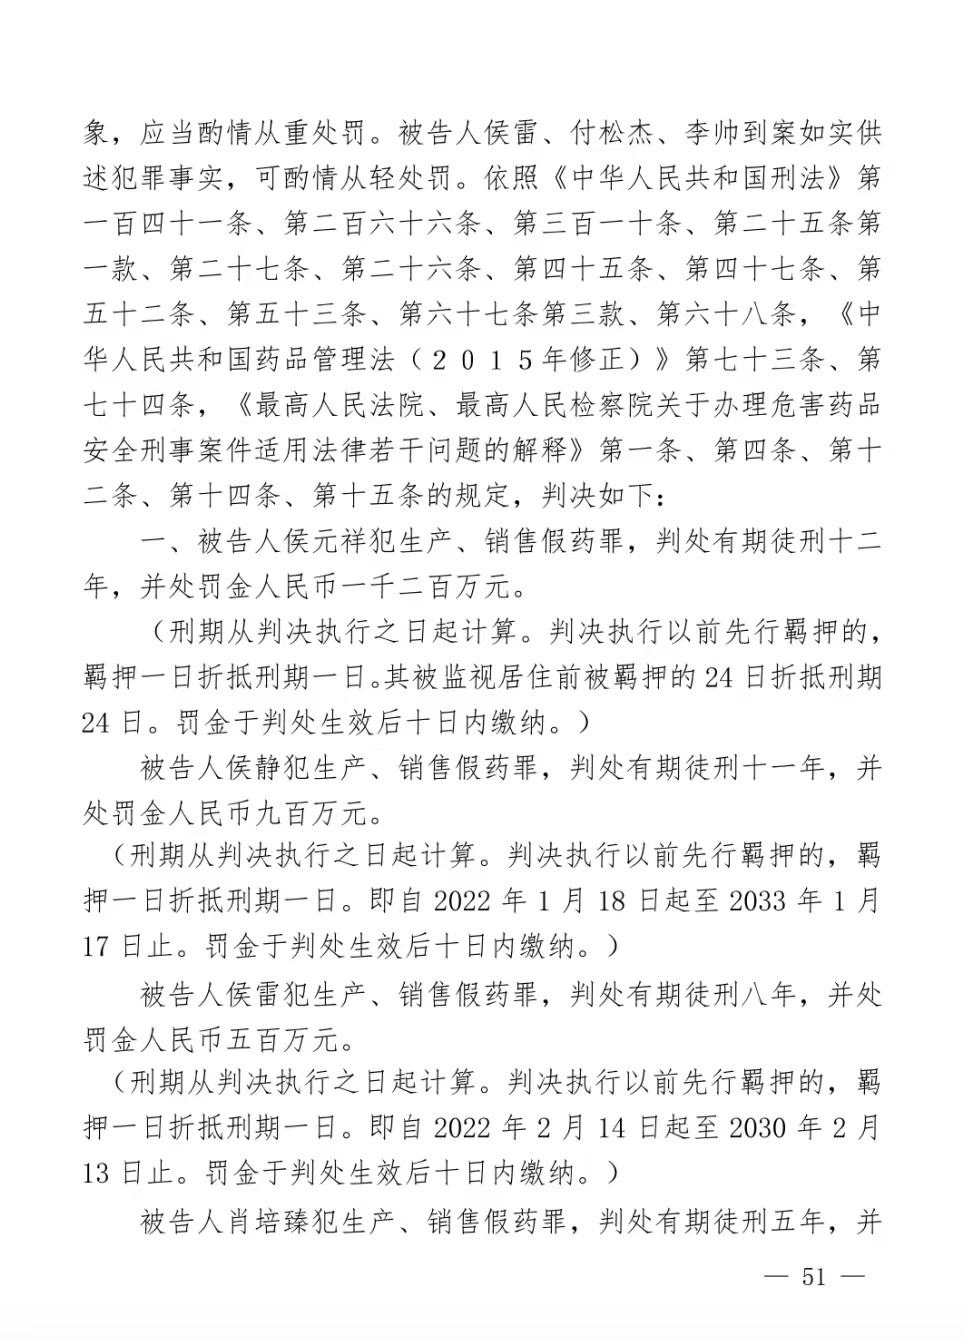 象，应当酌情从重处罚。被告人侯雷、付松杰、李帅到案如实供
述犯罪事实，可酌情从轻处罚。依照《中华人民共和国刑法》第
一百四十一条、第二百六十六条、第三百一十条、第二十五条第
一款、第二十七条、第二十六条、第四十五条、第四十七条、第
五十二条、第五十三条、第六十七条第三款、第六十八条，《中
华人民共和国药品管理法（２０１５年修正）》第七十三条、第
七十四条，《最高人民法院、最高人民检察院关于办理危害药品
安全刑事案件适用法律若干问题的解释》第一条、第四条、第十
二条、第十四条、第十五条的规定，判决如下：
一、被告人侯元祥犯生产、销售假药罪，判处有期徒刑十二
年，并处罚金人民币一千二百万元。
（刑期从判决执行之日起计算。判决执行以前先行羁押的，
羁押一日折抵刑期一日。其被监视居住前被羁押的 24 日折抵刑期
24 日。罚金于判处生效后十日内缴纳。）
被告人侯静犯生产、销售假药罪，判处有期徒刑十一年，并
处罚金人民币九百万元。
（刑期从判决执行之日起计算。判决执行以前先行羁押的，羁
押一日折抵刑期一日。即自 2022 年 1 月 18 日起至 2033 年 1 月
17 日止。罚金于判处生效后十日内缴纳。）
被告人侯雷犯生产、销售假药罪，判处有期徒刑八年，并处
罚金人民币五百万元。
（刑期从判决执行之日起计算。判决执行以前先行羁押的，羁
押一日折抵刑期一日。即自 2022 年 2 月 14 日起至 2030 年 2 月
13 日止。罚金于判处生效后十日内缴纳。）
被告人肖培臻犯生产、销售假药罪，判处有期徒刑五年，并
— 51 —